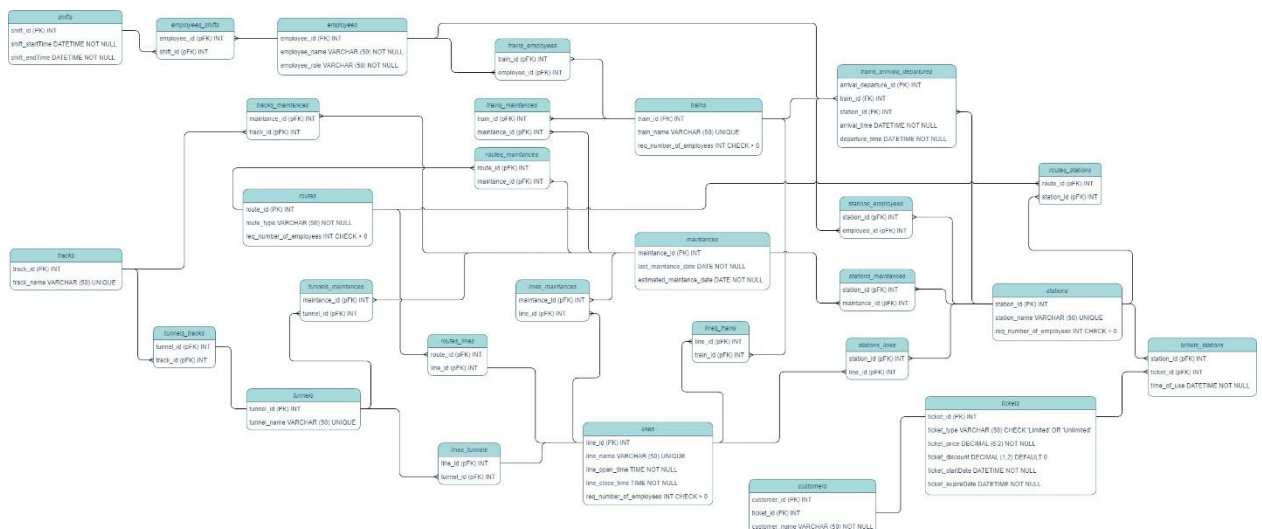 shifts
shift_id (PK) INT
shift_startTime DATETIME NOT NULL
shift_endTime DATETIME NOT NULL
employees_shifts
employee_id (pFK) INT
shift_id (pFK) INT
employees
employee_id (PK) INT
employee_name VARCHAR (50) NOT NULL
employee_role VARCHAR (50) NOT NULL
trains_employees
train_id (pFK) INT
employee_id (pFK) INT
trains_arrival_departures
arrival_departure_id (PK) INT
train_id (FK) INT
station_id (FK) INT
arrival_time DATETIME NOT NULL
departure_time DATETIME NOT NULL
tracks_maintances
maintance_id (pFK) INT
track_id (pFK) INT
trains_maintances
train_id (pFK) INT
maintance_id (pFK) INT
trains
train_id (PK) INT
train_name VARCHAR (50) UNIQUE
req_number_of_employees INT CHECK > 0
routes_maintances
route_id (pFK) INT
maintance_id (pFK) INT
routes_stations
route_id (pFK) INT
station_id (pFK) INT
routes
route_id (PK) INT
route_type VARCHAR (50) NOT NULL
req_number_of_employees INT CHECK > 0
stations_employees
station_id (pFK) INT
employee_id (pFK) INT
tracks
track_id (PK) INT
track_name VARCHAR (50) UNIQUE
maintances
maintance_id (PK) INT
last_maintance_date DATE NOT NULL
estimated_maintance_date DATE NOT NULL
tunnels_maintances
maintance_id (pFK) INT
tunnel_id (pFK) INT
lines_maintances
maintance_id (pFK) INT
line_id (pFK) INT
stations_maintances
station_id (pFK) INT
maintance_id (pFK) INT
stations
station_id (PK) INT
station_name VARCHAR (50) UNIQUE
req_number_of_employees INT CHECK > 0
tunnels_tracks
tunnel_id (pFK) INT
track_id (pFK) INT
routes_lines
route_id (pFK) INT
line_id (pFK) INT
lines_trains
line_id (pFK) INT
train_id (pFK) INT
stations_lines
station_id (pFK) INT
line_id (pFK) INT
tickets_stations
station_id (pFK) INT
ticket_id (pFK) INT
time_of_use DATETIME NOT NULL
tunnels
tunnel_id (PK) INT
tunnel_name VARCHAR (50) UNIQUE
lines_tunnels
line_id (pFK) INT
tunnel_id (pFK) INT
lines
line_id (PK) INT
line_name VARCHAR (50) UNIQUE
line_open_time TIME NOT NULL
line_close_time TIME NOT NULL
req_number_of_employees INT CHECK > 0
tickets
ticket_id (PK) INT
ticket_type VARCHAR (50) CHECK 'Limited' OR 'Unlimited'
ticket_price DECIMAL (6,2) NOT NULL
ticket_discount DECIMAL (1,2) DEFAULT 0
ticket_startDate DATETIME NOT NULL
ticket_expireDate DATETIME NOT NULL
customers
customer_id (PK) INT
ticket_id (FK) INT
customer_name VARCHAR (50) NOT NULL